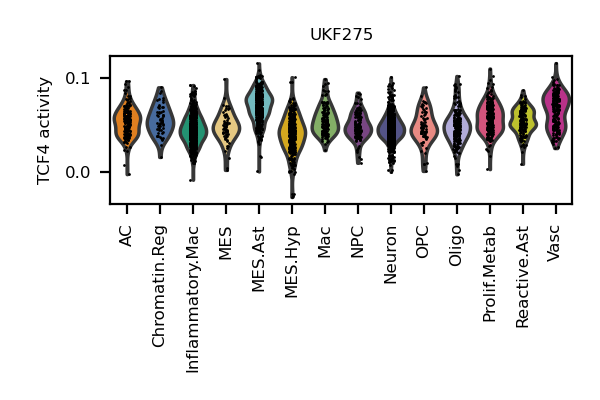 UKF275
TCF4 activity
0.1
0.0
AC
Chromatin.Reg
Inflammatory.Mac
MES
MES.Ast
MES.Hyp
Mac
NPC
Neuron
OPC
Oligo
Prolif.Metab
Reactive.Ast
Vasc